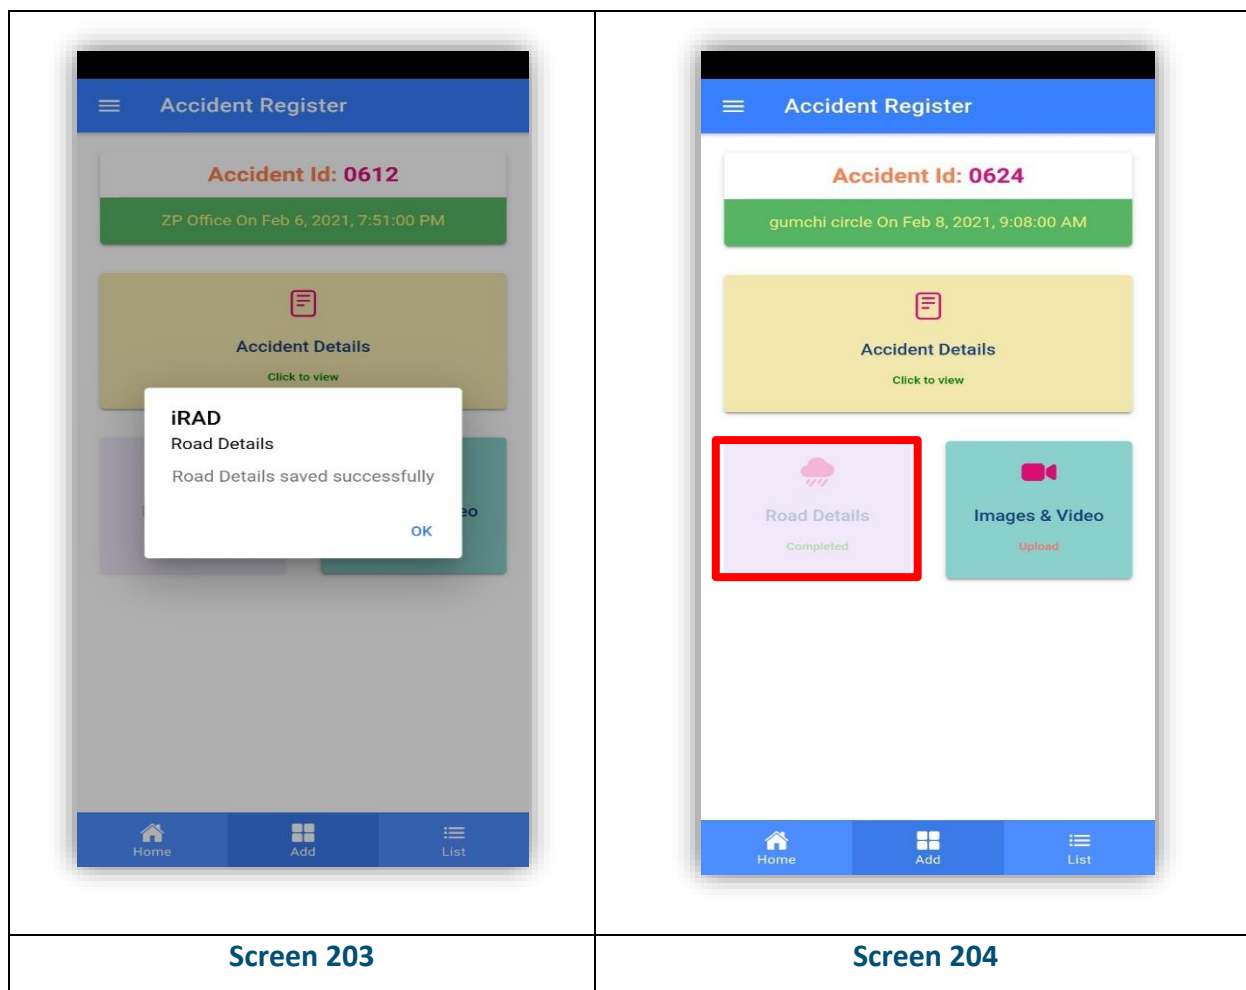 Accident Register
Accident Id: 0612
ZP Office On Feb 6, 2021, 7:51:00 PM
Accident Details
Click to view
iRAD
Road Details
Road Details saved successfully
eo
OK
Home
Add
List
Screen 203
Accident Register
Accident Id: 0624
gumchi circle On Feb 8, 2021, 9:08:00 AM
Accident Details
Click to view
Road Details
Completed
Images & Video
Upload
Home
Add
List
Screen 204